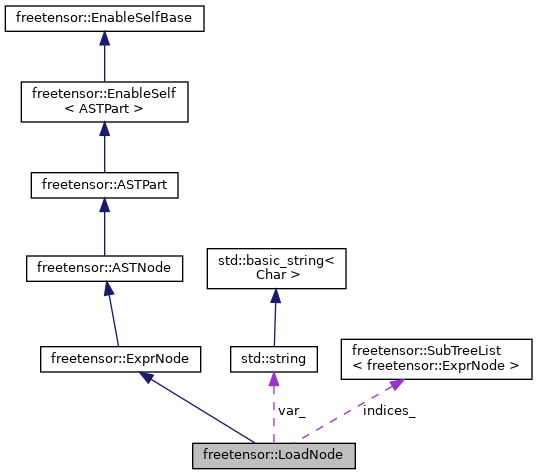 freetensor::EnableSelfBase
freetensor::EnableSelf
< ASTPart >
freetensor::ASTPart
freetensor::ASTNode
std::basic_string<
Char >
freetensor::ExprNode
std::string
freetensor::SubTreeList
< freetensor::ExprNode >
var_
indices_
freetensor::LoadNode